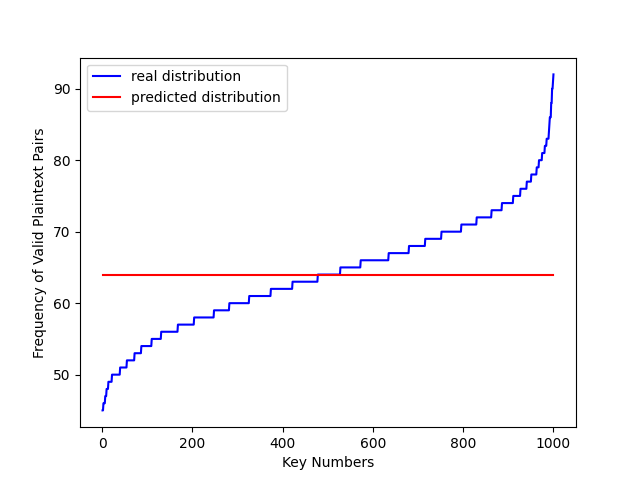 real distribution
predicted distribution
90
80
70
60
50
Frequency of Valid Plaintext Pairs
0 200 400 600 800 1000
Key Numbers